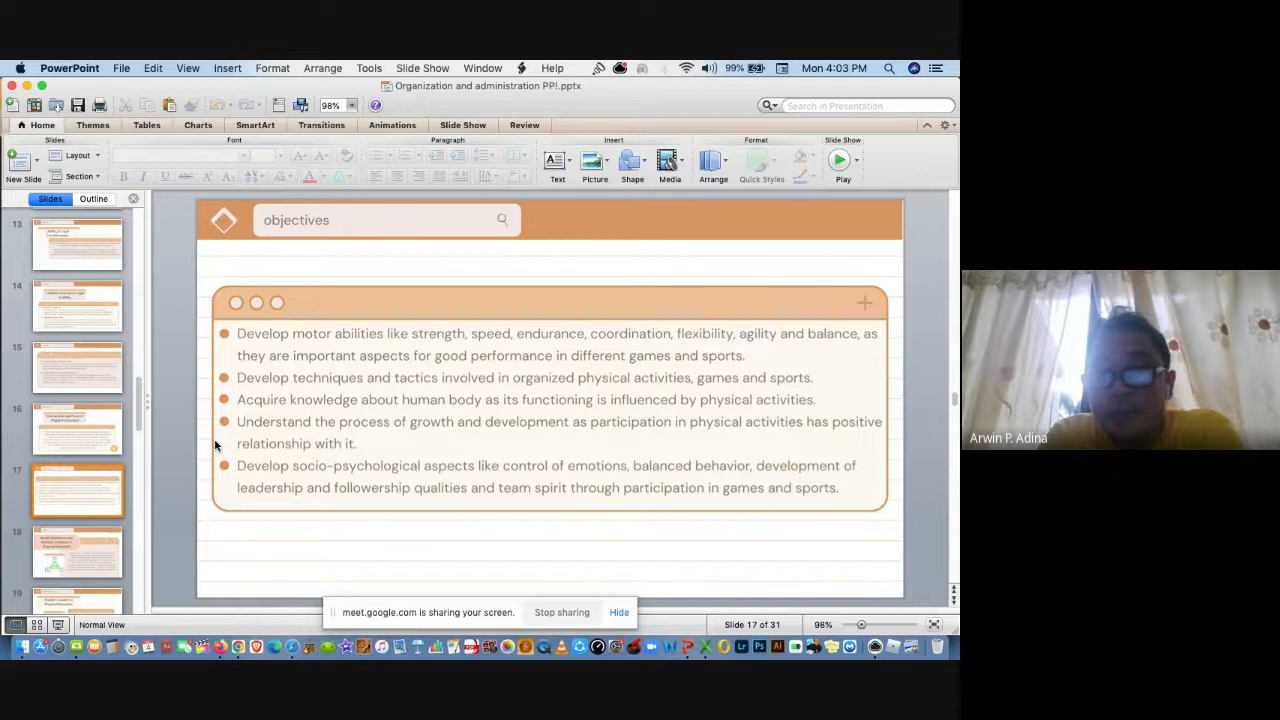 PowerPoint File Edit View Insert Format Arrange Tools Slide Show Window Help 99% Mon 4:03 PM
Organization and administration PP!.pptx
98% Search in Presentation
Home Themes Tables Charts SmartArt Transitions Animations Slide Show Review
Slides Font Paragraph Insert Format Slide Show
Layout
New Slide Section B I U Text Picture Shape Media Arrange Quick Styles Play
Slides Outline
13
14
15
16
17
18
19
objectives
Develop motor abilities like strength, speed, endurance, coordination, flexibility, agility and balance, as
they are important aspects for good performance in different games and sports.
Develop techniques and tactics involved in organized physical activities, games and sports.
Acquire knowledge about human body as its functioning is influenced by physical activities.
Understand the process of growth and development as participation in physical activities has positive
relationship with it.
Develop socio-psychological aspects like control of emotions, balanced behavior, development of
leadership and followership qualities and team spirit through participation in games and sports.
Arwin P. Adina
meet.google.com is sharing your screen. Stop sharing Hide
Normal View Slide 17 of 31 98%